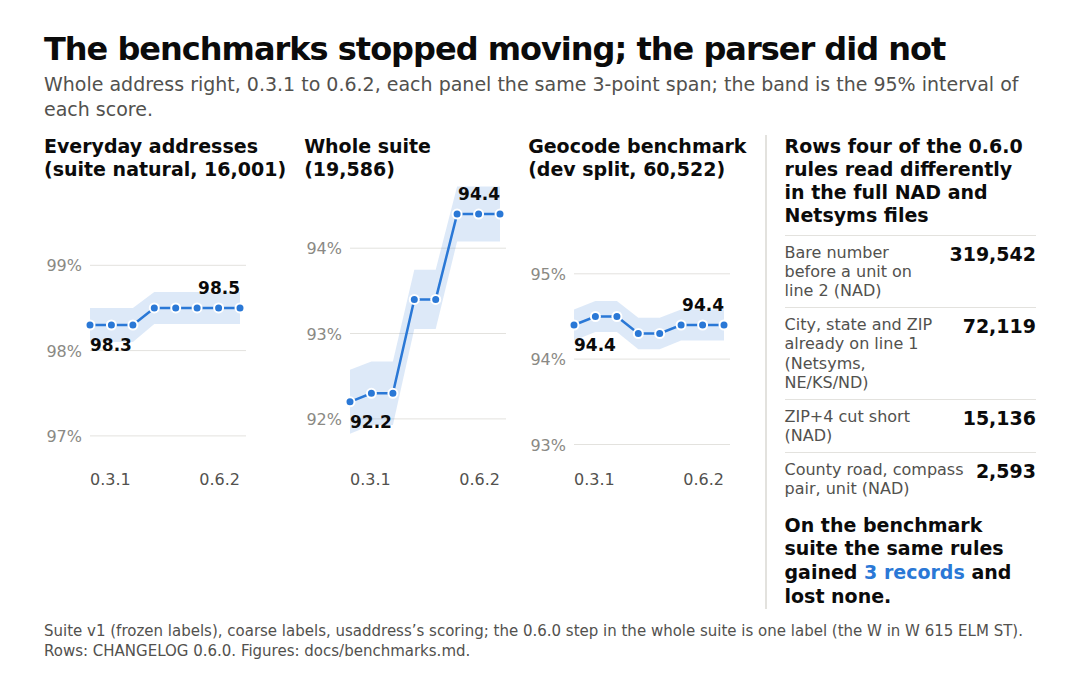 The benchmarks stopped moving; the parser did not
Whole address right, 0.3.1 to 0.6.2, each panel the same 3-point span; the band is the 95% interval of
each score.
Everyday addresses
(suite natural, 16,001)
99%
98%
97%
98.3
98.5
0.3.1
0.6.2
Whole suite
(19,586)
94%
93%
92%
92.2
94.4
0.3.1
0.6.2
Geocode benchmark
(dev split, 60,522)
95%
94%
93%
94.4
94.4
0.3.1
0.6.2
Rows four of the 0.6.0
rules read differently
in the full NAD and
Netsyms files
Bare number
before a unit on
line 2 (NAD)
319,542
City, state and ZIP
already on line 1
(Netsyms,
NE/KS/ND)
72,119
ZIP+4 cut short
(NAD)
15,136
County road, compass
pair, unit (NAD)
2,593
On the benchmark
suite the same rules
gained 3 records and
lost none.
Suite v1 (frozen labels), coarse labels, usaddress’s scoring; the 0.6.0 step in the whole suite is one label (the W in W 615 ELM ST).
Rows: CHANGELOG 0.6.0. Figures: docs/benchmarks.md.